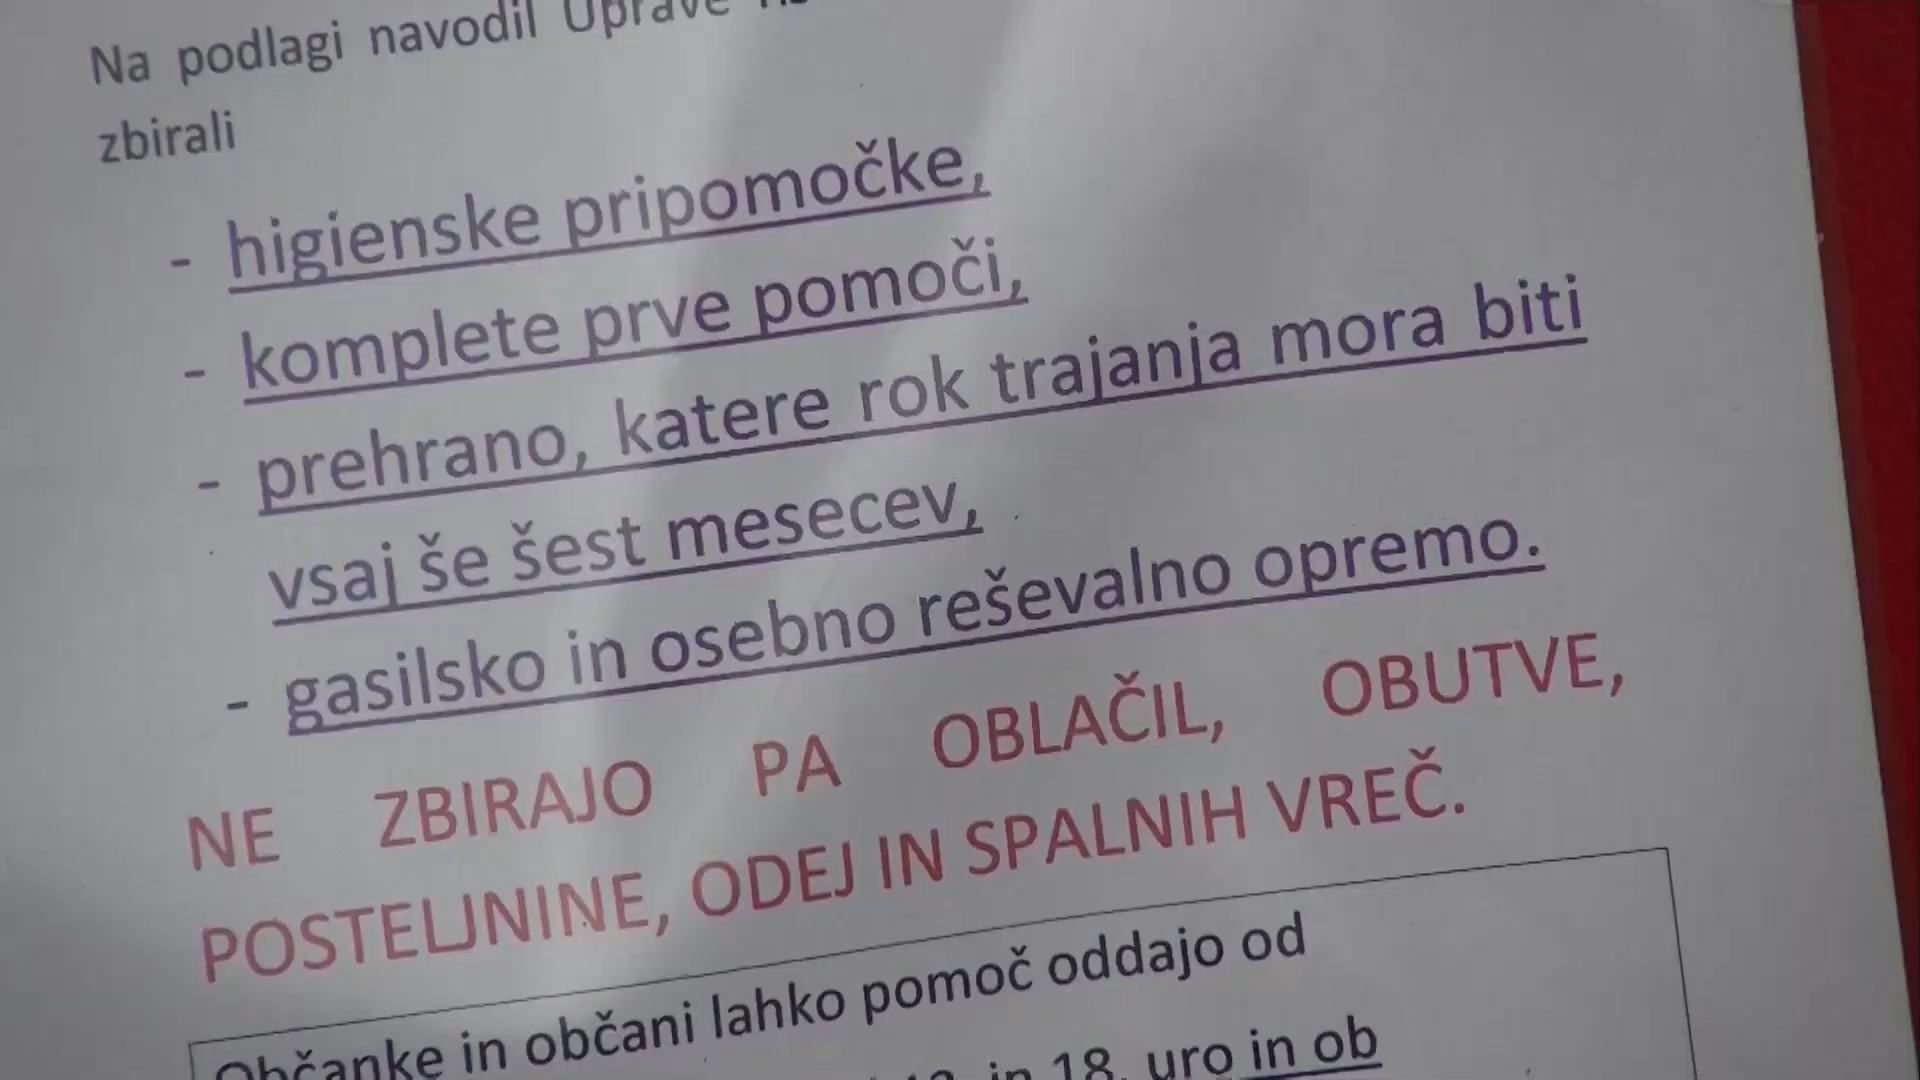 Na podlagi navodil Uprave
zbirali
- higienske pripomočke,
- komplete prve pomoči,
- prehrano, katere rok trajanja mora biti
vsaj še šest mesecev,
- gasilsko in osebno reševalno opremo.
NE ZBIRAJO PA OBLAČIL, OBUTVE,
POSTELJNINE, ODEJ IN SPALNIH VREČ.
Občanke in občani lahko pomoč oddajo od
in 18. uro in ob